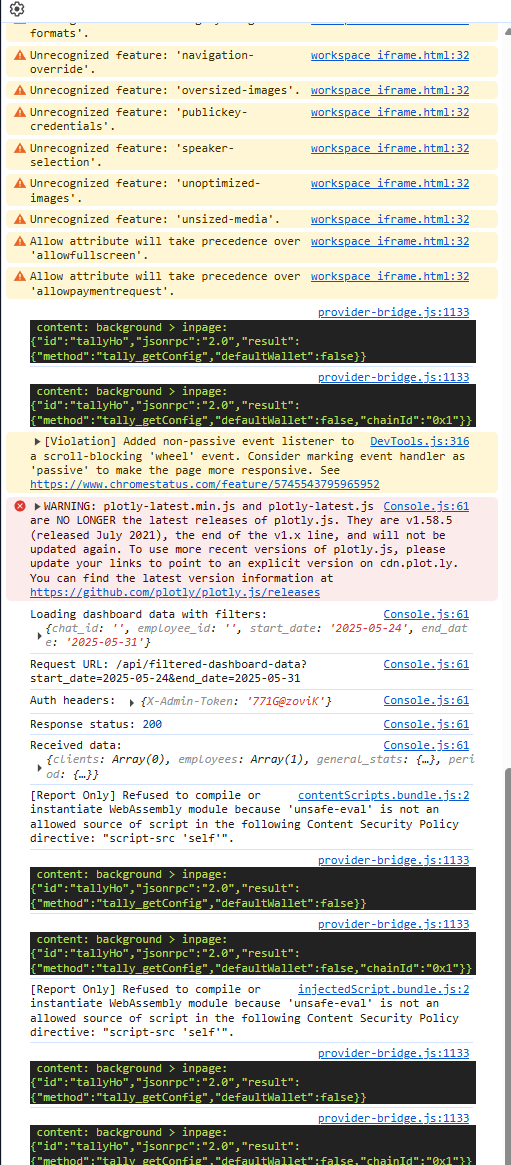 formats'.
Unrecognized feature: 'navigation- workspace iframe.html:32
override'.
Unrecognized feature: 'oversized-images'. workspace iframe.html:32
Unrecognized feature: 'publickey- workspace iframe.html:32
credentials'.
Unrecognized feature: 'speaker- workspace iframe.html:32
selection'.
Unrecognized feature: 'unoptimized- workspace iframe.html:32
images'.
Unrecognized feature: 'unsized-media'. workspace iframe.html:32
Allow attribute will take precedence over workspace iframe.html:32
'allowfullscreen'.
Allow attribute will take precedence over workspace iframe.html:32
'allowpaymentrequest'.
provider-bridge.js:1133
content: background > inpage:
{"id":"tallyHo","jsonrpc":"2.0","result":
{"method":"tally_getConfig","defaultWallet":false}}
provider-bridge.js:1133
content: background > inpage:
{"id":"tallyHo","jsonrpc":"2.0","result":
{"method":"tally_getConfig","defaultWallet":false,"chainId":"0x1"}}
[Violation] Added non-passive event listener to DevTools.js:316
a scroll-blocking 'wheel' event. Consider marking event handler as
'passive' to make the page more responsive. See
https://www.chromestatus.com/feature/5745543795965952
WARNING: plotly-latest.min.js and plotly-latest.js Console.js:61
are NO LONGER the latest releases of plotly.js. They are v1.58.5
(released July 2021), the end of the v1.x line, and will not be
updated again. To use more recent versions of plotly.js, please
update your links to point to an explicit version on cdn.plot.ly.
You can find the latest version information at
https://github.com/plotly/plotly.js/releases
Loading dashboard data with filters: Console.js:61
{chat_id: '', employee_id: '', start_date: '2025-05-24', end_dat
e: '2025-05-31'}
Request URL: /api/filtered-dashboard-data? Console.js:61
start_date=2025-05-24&end_date=2025-05-31
Auth headers: {X-Admin-Token: '771G@zoviK'} Console.js:61
Response status: 200 Console.js:61
Received data: Console.js:61
{clients: Array(0), employees: Array(1), general_stats: {…}, peri
od: {…}}
[Report Only] Refused to compile or contentScripts.bundle.js:2
instantiate WebAssembly module because 'unsafe-eval' is not an
allowed source of script in the following Content Security Policy
directive: "script-src 'self'".
provider-bridge.js:1133
content: background > inpage:
{"id":"tallyHo","jsonrpc":"2.0","result":
{"method":"tally_getConfig","defaultWallet":false}}
provider-bridge.js:1133
content: background > inpage:
{"id":"tallyHo","jsonrpc":"2.0","result":
{"method":"tally_getConfig","defaultWallet":false,"chainId":"0x1"}}
[Report Only] Refused to compile or injectedScript.bundle.js:2
instantiate WebAssembly module because 'unsafe-eval' is not an
allowed source of script in the following Content Security Policy
directive: "script-src 'self'".
provider-bridge.js:1133
content: background > inpage:
{"id":"tallyHo","jsonrpc":"2.0","result":
{"method":"tally_getConfig","defaultWallet":false}}
provider-bridge.js:1133
content: background > inpage:
{"id":"tallyHo","jsonrpc":"2.0","result":
{"method":"tally_getConfig","defaultWallet":false,"chainId":"0x1"}}